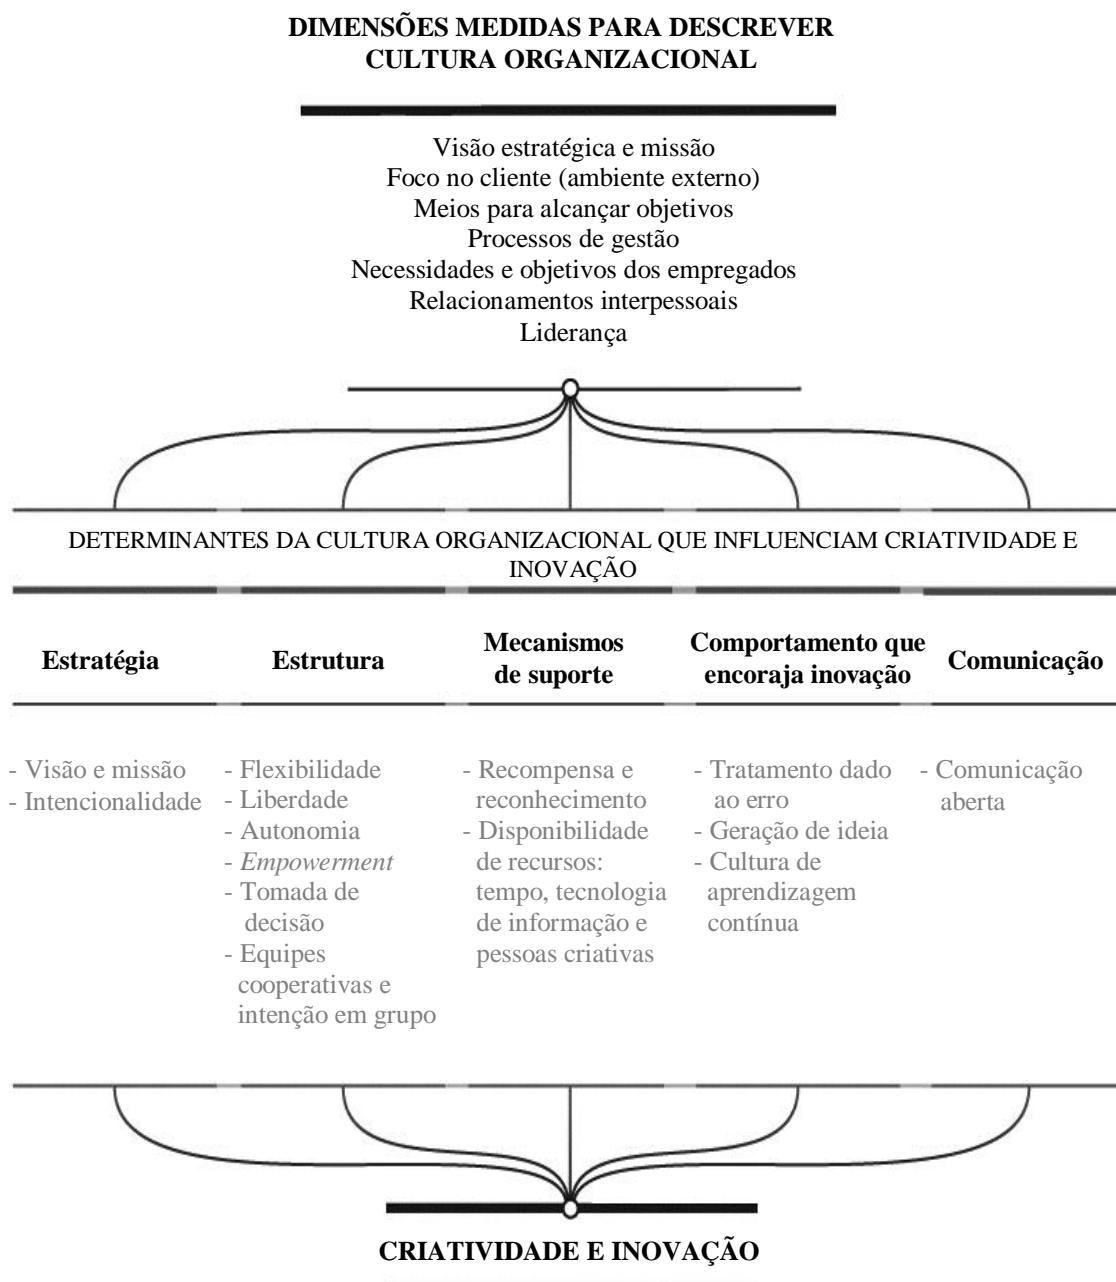 DIMENSÕES MEDIDAS PARA DESCREVER
CULTURA ORGANIZACIONAL
Visão estratégica e missão
Foco no cliente (ambiente externo)
Meios para alcançar objetivos
Processos de gestão
Necessidades e objetivos dos empregados
Relacionamentos interpessoais
Liderança
DETERMINANTES DA CULTURA ORGANIZACIONAL QUE INFLUENCIAM CRIATIVIDADE E
INOVAÇÃO
Estratégia
Estrutura
Mecanismos
de suporte
Comportamento que
encoraja inovação
Comunicação
- Visão e missão
- Intencionalidade
- Flexibilidade
- Liberdade
- Autonomia
- Empowerment
- Tomada de
decisão
- Equipes
cooperativas e
intenção em grupo
- Recompensa e
reconhecimento
- Disponibilidade
de recursos:
tempo, tecnologia
de informação e
pessoas criativas
- Tratamento dado
ao erro
- Geração de ideia
- Cultura de
aprendizagem
contínua
- Comunicação
aberta
CRIATIVIDADE E INOVAÇÃO